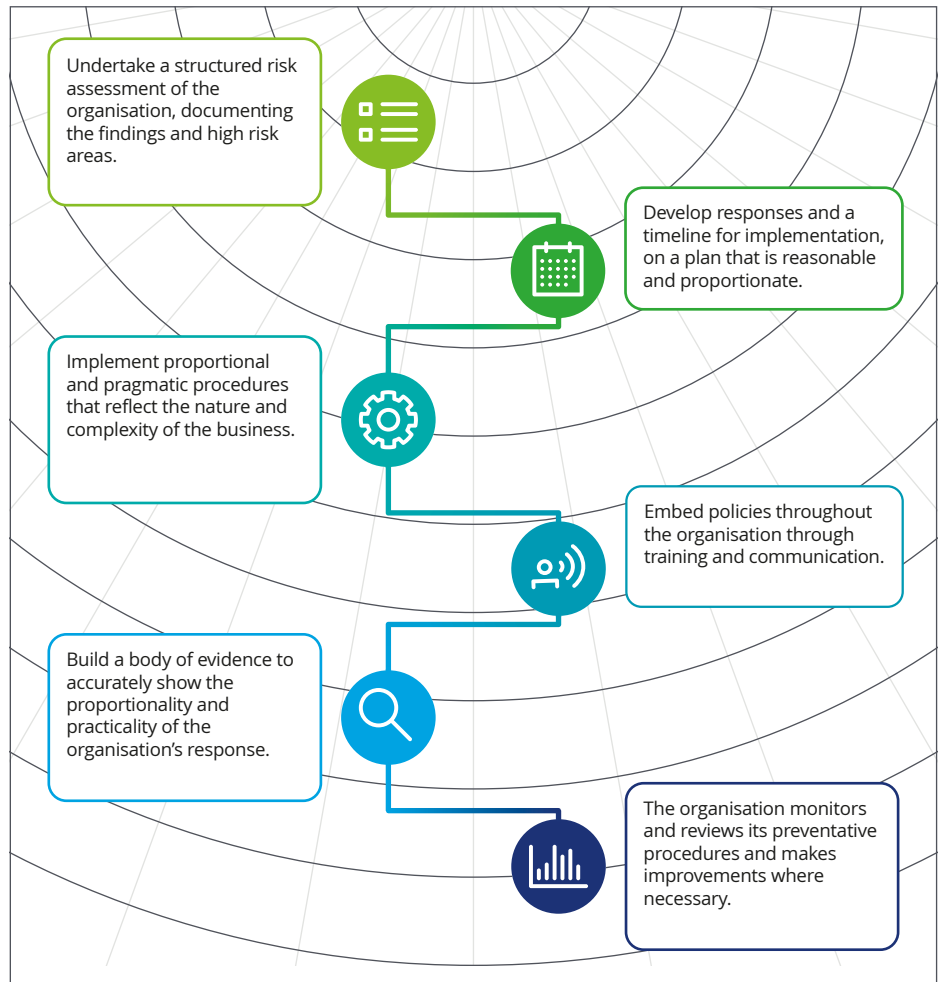 Undertake a structured risk
assessment of the
organisation, documenting
the findings and high risk
areas.
Develop responses and a
timeline for implementation,
on a plan that is reasonable
and proportionate.
Implement proportional
and pragmatic procedures
that reflect the nature and
complexity of the business.
Embed policies throughout
the organisation through
training and communication.
Build a body of evidence to
accurately show the
proportionality and
practicality of the
organisation’s response.
The organisation monitors
and reviews its preventative
procedures and makes
improvements where
necessary.